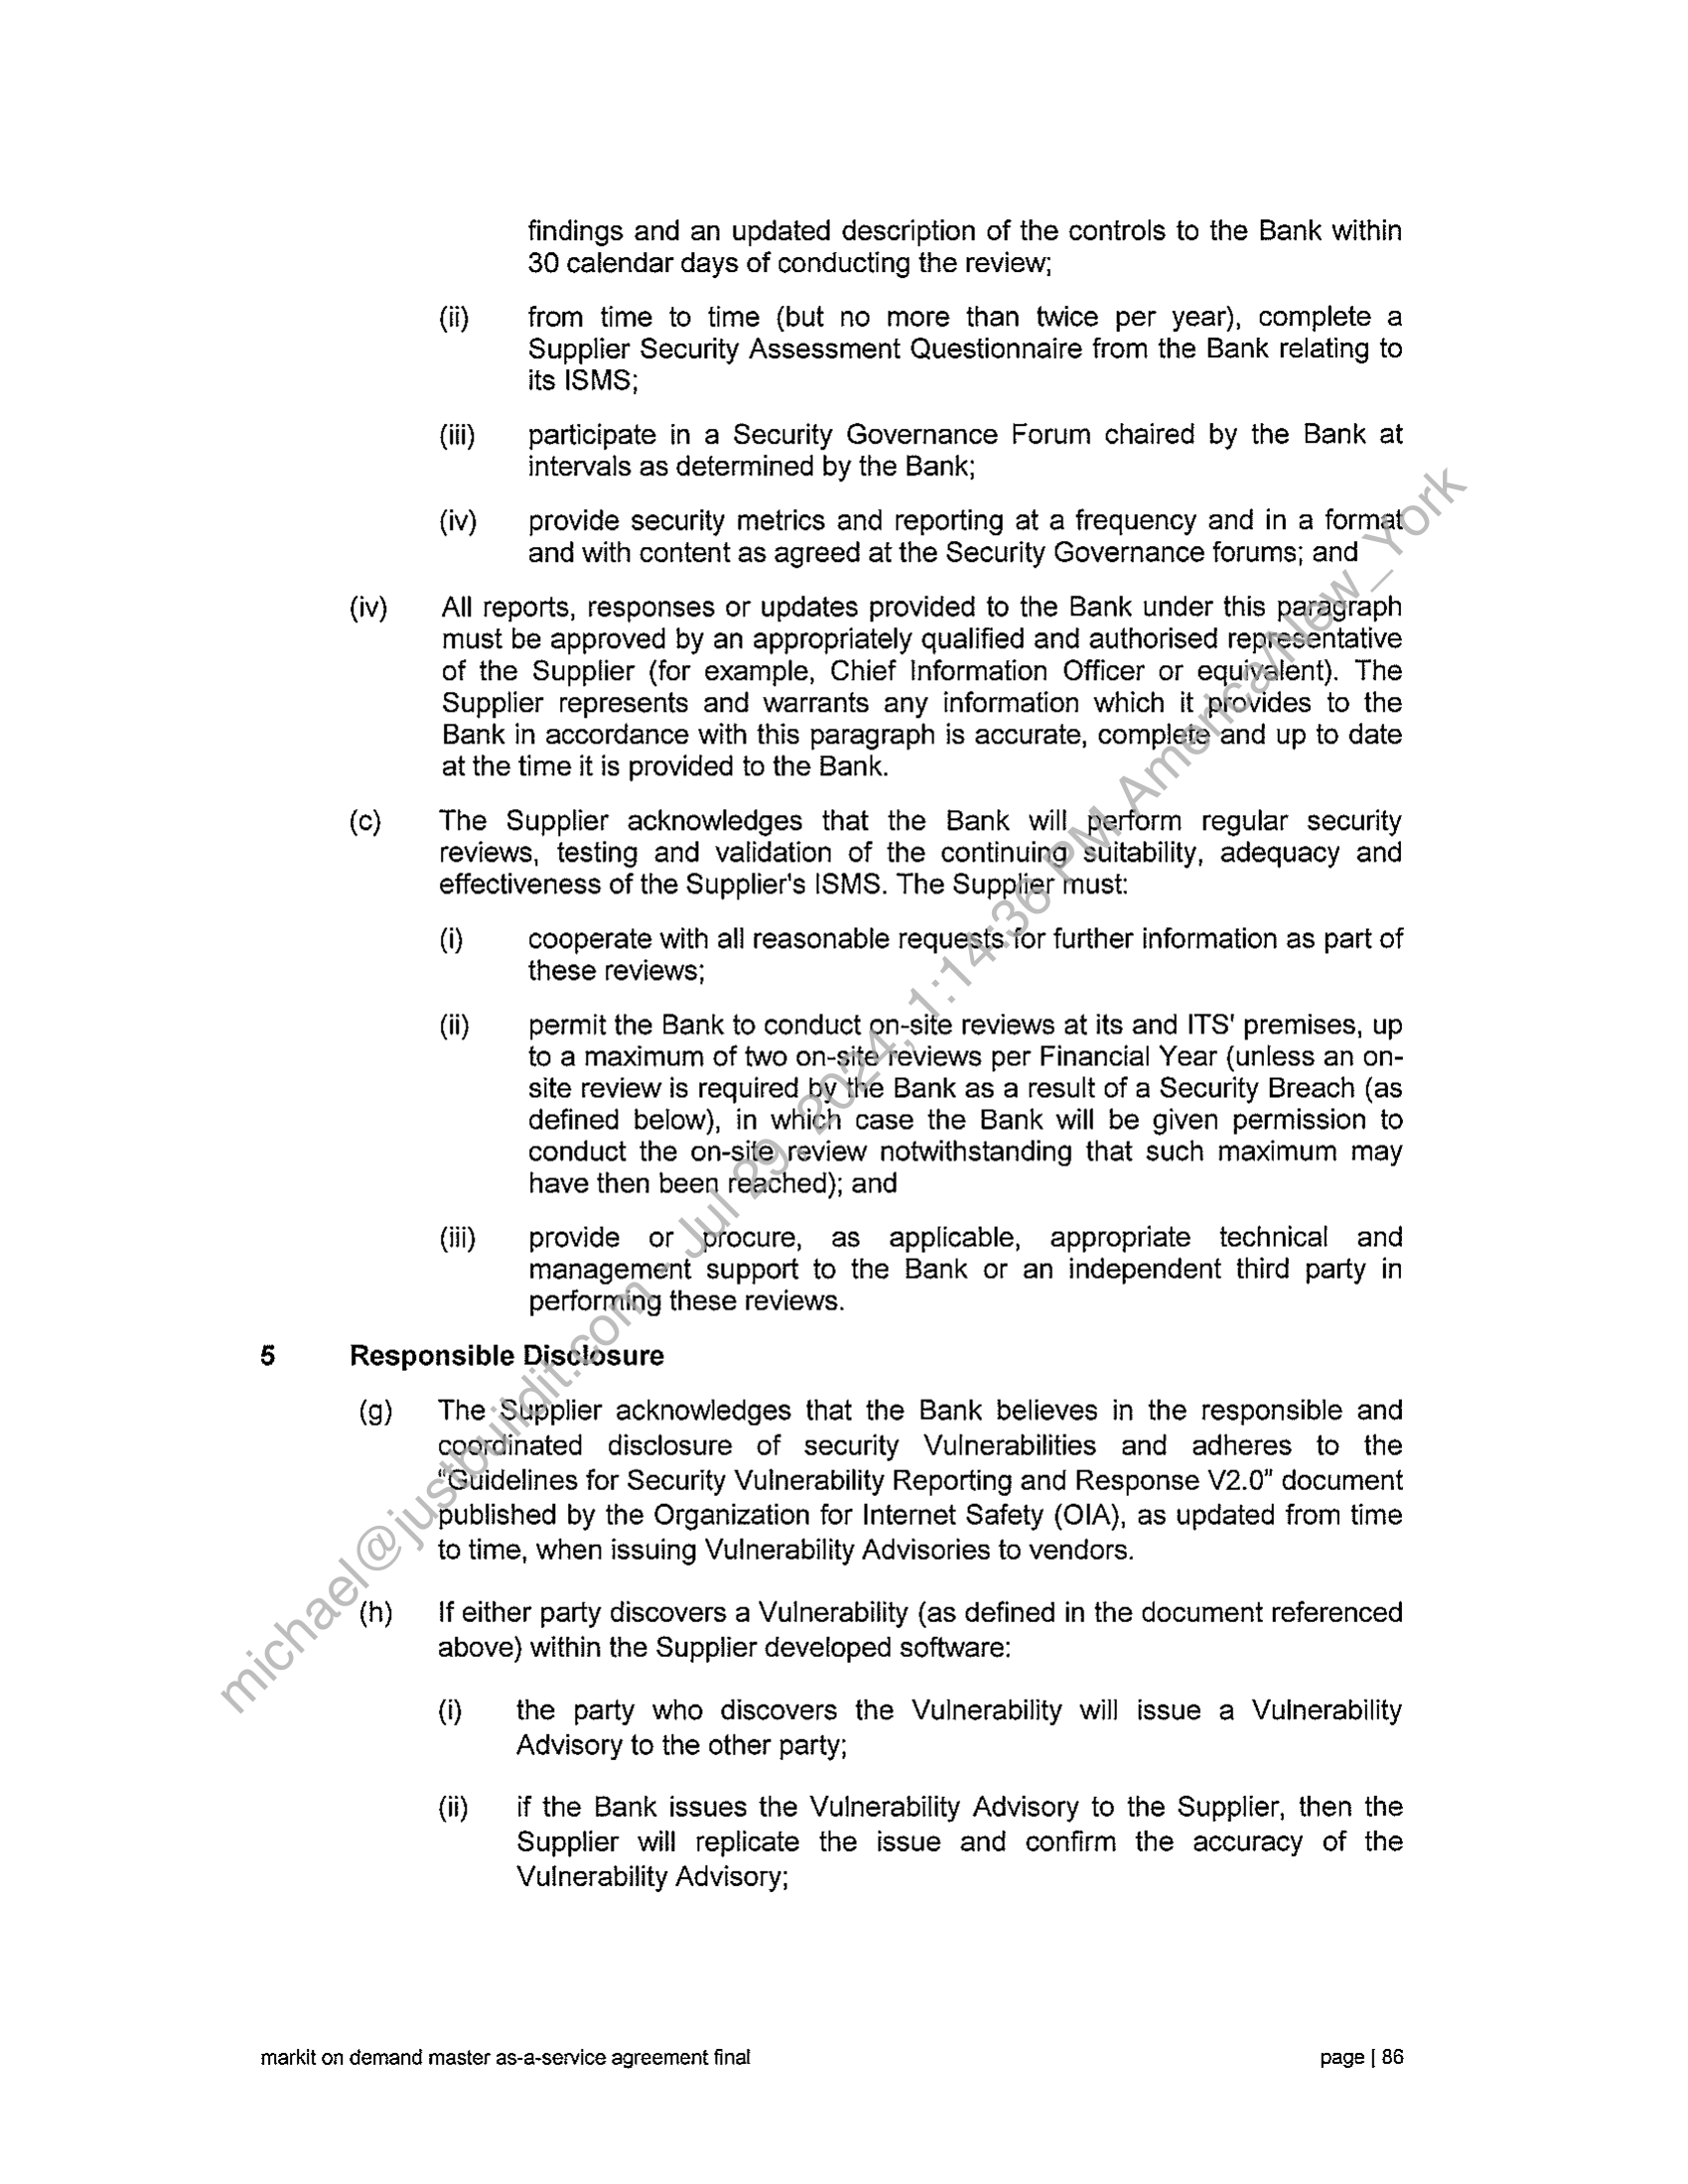 findings and an updated description of the controls to the Bank within
30 calendar days of conducting the review;
(ii) from time to time (but no more than twice per year), complete a
Supplier Security Assessment Questionnaire from the Bank relating to
its ISMS;
(iii) participate in a Security Governance Forum chaired by the Bank at
intervals as determined by the Bank;
(iv) provide security metrics and reporting at a frequency and in a format
and with content as agreed at the Security Governance forums; and
(iv) All reports, responses or updates provided to the Bank under this paragraph
must be approved by an appropriately qualified and authorised representative
of the Supplier (for example, Chief Information Officer or equivalent). The
Supplier represents and warrants any information which it provides to the
Bank in accordance with this paragraph is accurate, complete and up to date
at the time it is provided to the Bank.
(c) The Supplier acknowledges that the Bank will perform regular security
reviews, testing and validation of the continuing suitability, adequacy and
effectiveness of the Supplier's ISMS. The Supplier must:
(i) cooperate with all reasonable requests for further information as part of
these reviews;
(ii) permit the Bank to conduct on-site reviews at its and ITS' premises, up
to a maximum of two on-site reviews per Financial Year (unless an on-
site review is required by the Bank as a result of a Security Breach (as
defined below), in which case the Bank will be given permission to
conduct the on-site review notwithstanding that such maximum may
have then been reached); and
(iii) provide or procure, as applicable, appropriate technical and
management support to the Bank or an independent third party in
performing these reviews.
5 Responsible Disclosure
(g) The Supplier acknowledges that the Bank believes in the responsible and
coordinated disclosure of security Vulnerabilities and adheres to the
“Guidelines for Security Vulnerability Reporting and Response V2.0” document
published by the Organization for Internet Safety (OIA), as updated from time
to time, when issuing Vulnerability Advisories to vendors.
(h) If either party discovers a Vulnerability (as defined in the document referenced
above) within the Supplier developed software:
(i) the party who discovers the Vulnerability will issue a Vulnerability
Advisory to the other party;
(ii) if the Bank issues the Vulnerability Advisory to the Supplier, then the
Supplier will replicate the issue and confirm the accuracy of the
Vulnerability Advisory;
markit on demand master as-a-service agreement final page | 86
michael@justbuildit.com - Jul 29, 2024, 1:14:36 PM America/New_York